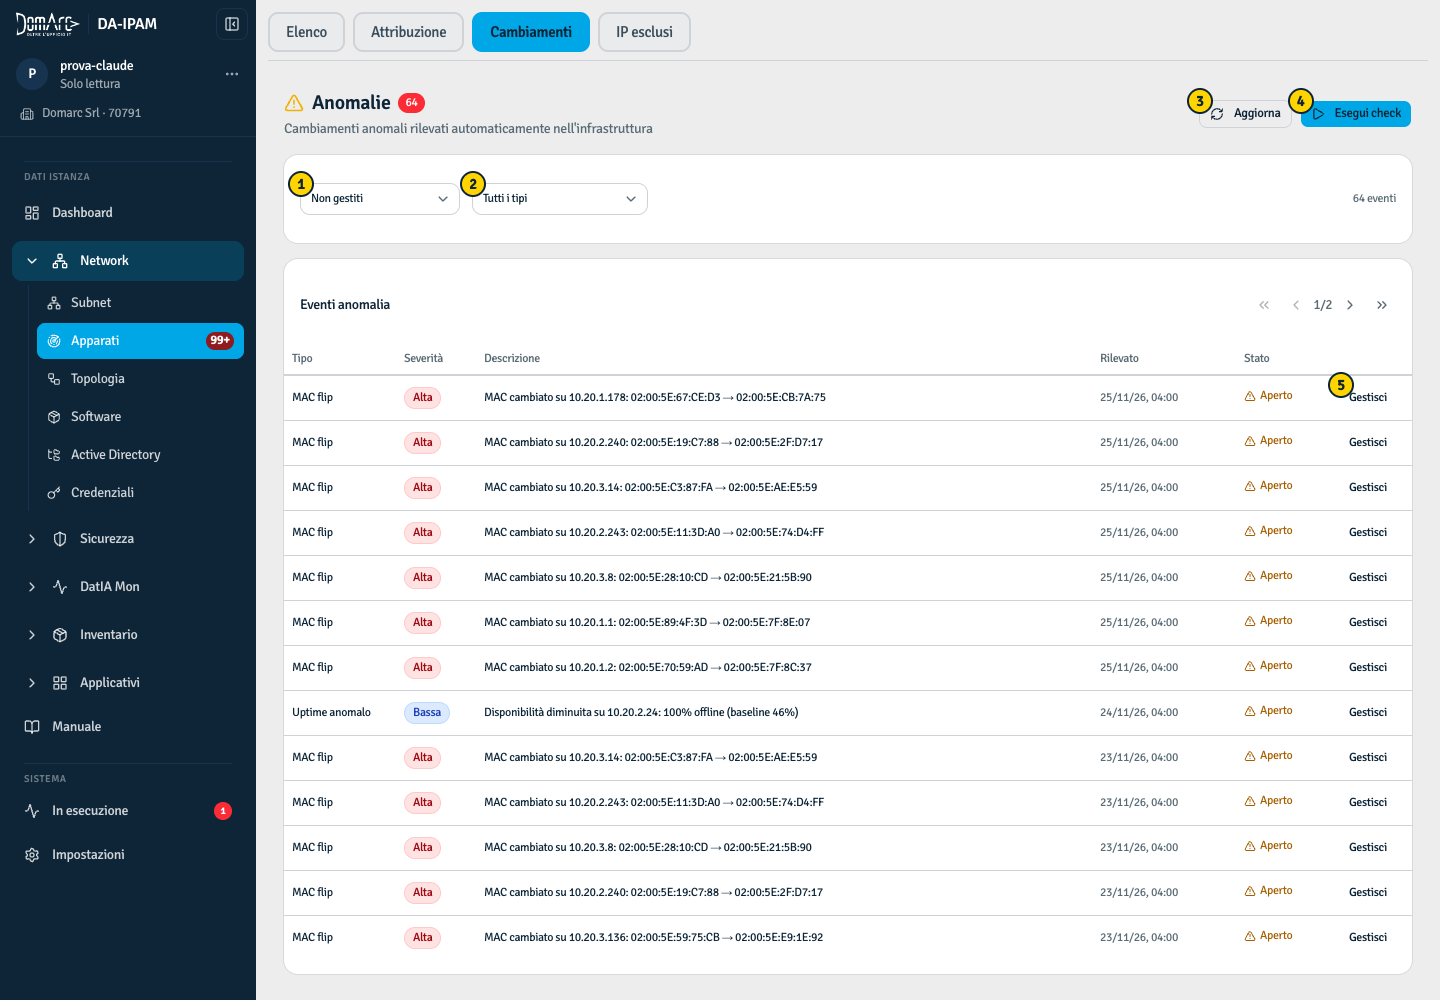 DomArc
OLTRE L'UFFICIO IT
DA-IPAM
P
prova-claude
Solo lettura
Domarc Srl · 70791
DATI ISTANZA
Dashboard
Network
Subnet
Apparati
99+
Topologia
Software
Active Directory
Credenziali
Sicurezza
DatIA Mon
Inventario
Applicativi
Manuale
SISTEMA
In esecuzione
1
Impostazioni
Elenco
Attribuzione
Cambiamenti
IP esclusi
Anomalie 64
Cambiamenti anomali rilevati automaticamente nell'infrastruttura
3 Aggiorna
4 Esegui check
1 Non gestiti
2 Tutti i tipi
64 eventi
Eventi anomalia
1/2
Tipo Severità Descrizione Rilevato Stato
5
MAC flip Alta MAC cambiato su 10.20.1.178: 02:00:5E:67:CE:D3 → 02:00:5E:CB:7A:75 25/11/26, 04:00 Aperto Gestisci
MAC flip Alta MAC cambiato su 10.20.2.240: 02:00:5E:19:C7:88 → 02:00:5E:2F:D7:17 25/11/26, 04:00 Aperto Gestisci
MAC flip Alta MAC cambiato su 10.20.3.14: 02:00:5E:C3:87:FA → 02:00:5E:AE:E5:59 25/11/26, 04:00 Aperto Gestisci
MAC flip Alta MAC cambiato su 10.20.2.243: 02:00:5E:11:3D:A0 → 02:00:5E:74:D4:FF 25/11/26, 04:00 Aperto Gestisci
MAC flip Alta MAC cambiato su 10.20.3.8: 02:00:5E:28:10:CD → 02:00:5E:21:5B:90 25/11/26, 04:00 Aperto Gestisci
MAC flip Alta MAC cambiato su 10.20.1.1: 02:00:5E:89:4F:3D → 02:00:5E:7F:8E:07 25/11/26, 04:00 Aperto Gestisci
MAC flip Alta MAC cambiato su 10.20.1.2: 02:00:5E:70:59:AD → 02:00:5E:7F:8C:37 25/11/26, 04:00 Aperto Gestisci
Uptime anomalo Bassa Disponibilità diminuita su 10.20.2.24: 100% offline (baseline 46%) 24/11/26, 04:00 Aperto Gestisci
MAC flip Alta MAC cambiato su 10.20.3.14: 02:00:5E:C3:87:FA → 02:00:5E:AE:E5:59 23/11/26, 04:00 Aperto Gestisci
MAC flip Alta MAC cambiato su 10.20.2.243: 02:00:5E:11:3D:A0 → 02:00:5E:74:D4:FF 23/11/26, 04:00 Aperto Gestisci
MAC flip Alta MAC cambiato su 10.20.3.8: 02:00:5E:28:10:CD → 02:00:5E:21:5B:90 23/11/26, 04:00 Aperto Gestisci
MAC flip Alta MAC cambiato su 10.20.2.240: 02:00:5E:19:C7:88 → 02:00:5E:2F:D7:17 23/11/26, 04:00 Aperto Gestisci
MAC flip Alta MAC cambiato su 10.20.3.136: 02:00:5E:59:75:CB → 02:00:5E:E9:1E:92 23/11/26, 04:00 Aperto Gestisci